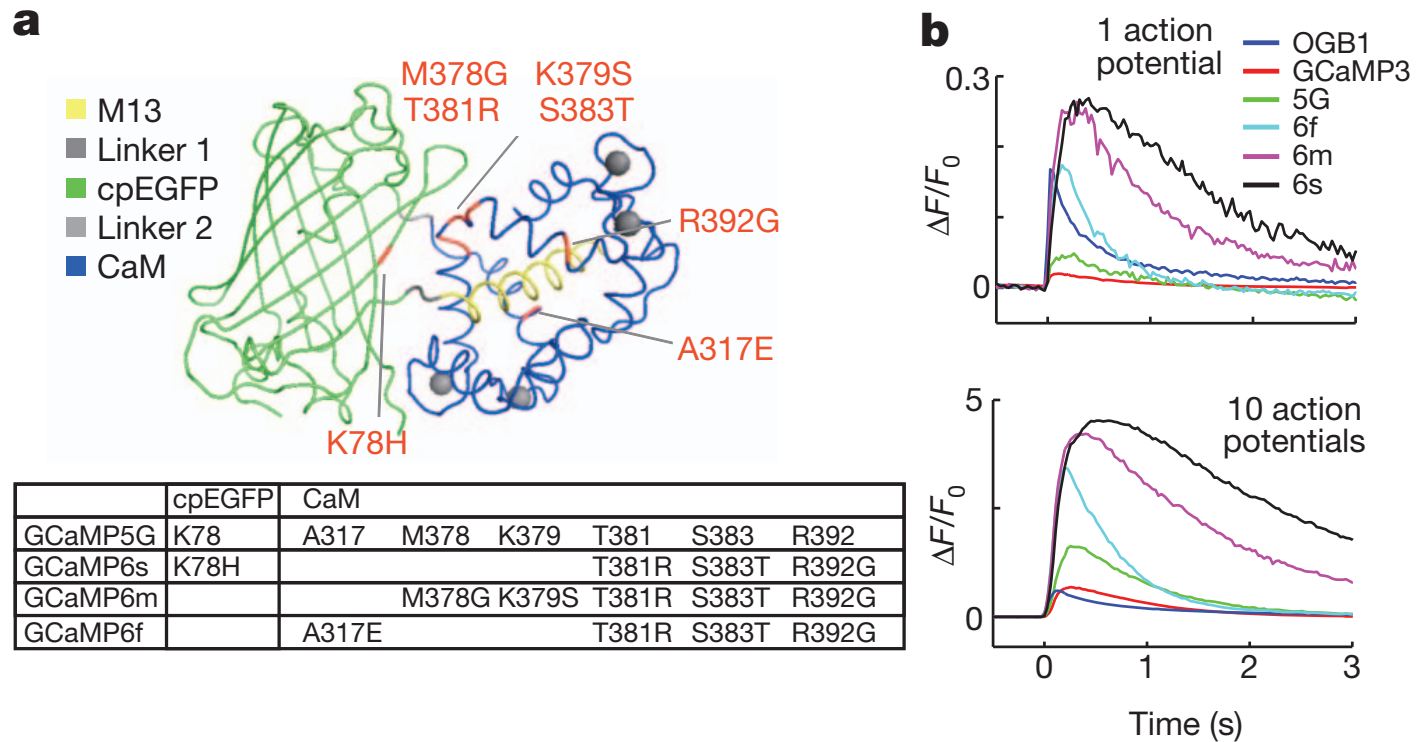 a
M13
Linker 1
cpEGFP
Linker 2
CaM
M378G K379S
T381R S383T
R392G
A317E
K78H
cpEGFP CaM
GCaMP5G K78 A317 M378 K379 T381 S383 R392
GCaMP6s K78H T381R S383T R392G
GCaMP6m M378G K379S T381R S383T R392G
GCaMP6f A317E T381R S383T R392G
b
1 action
potential
OGB1
GCaMP3
5G
6f
6m
6s
0.3
0
ΔF/F0
10 action
potentials
5
0
ΔF/F0
0 1 2 3
Time (s)